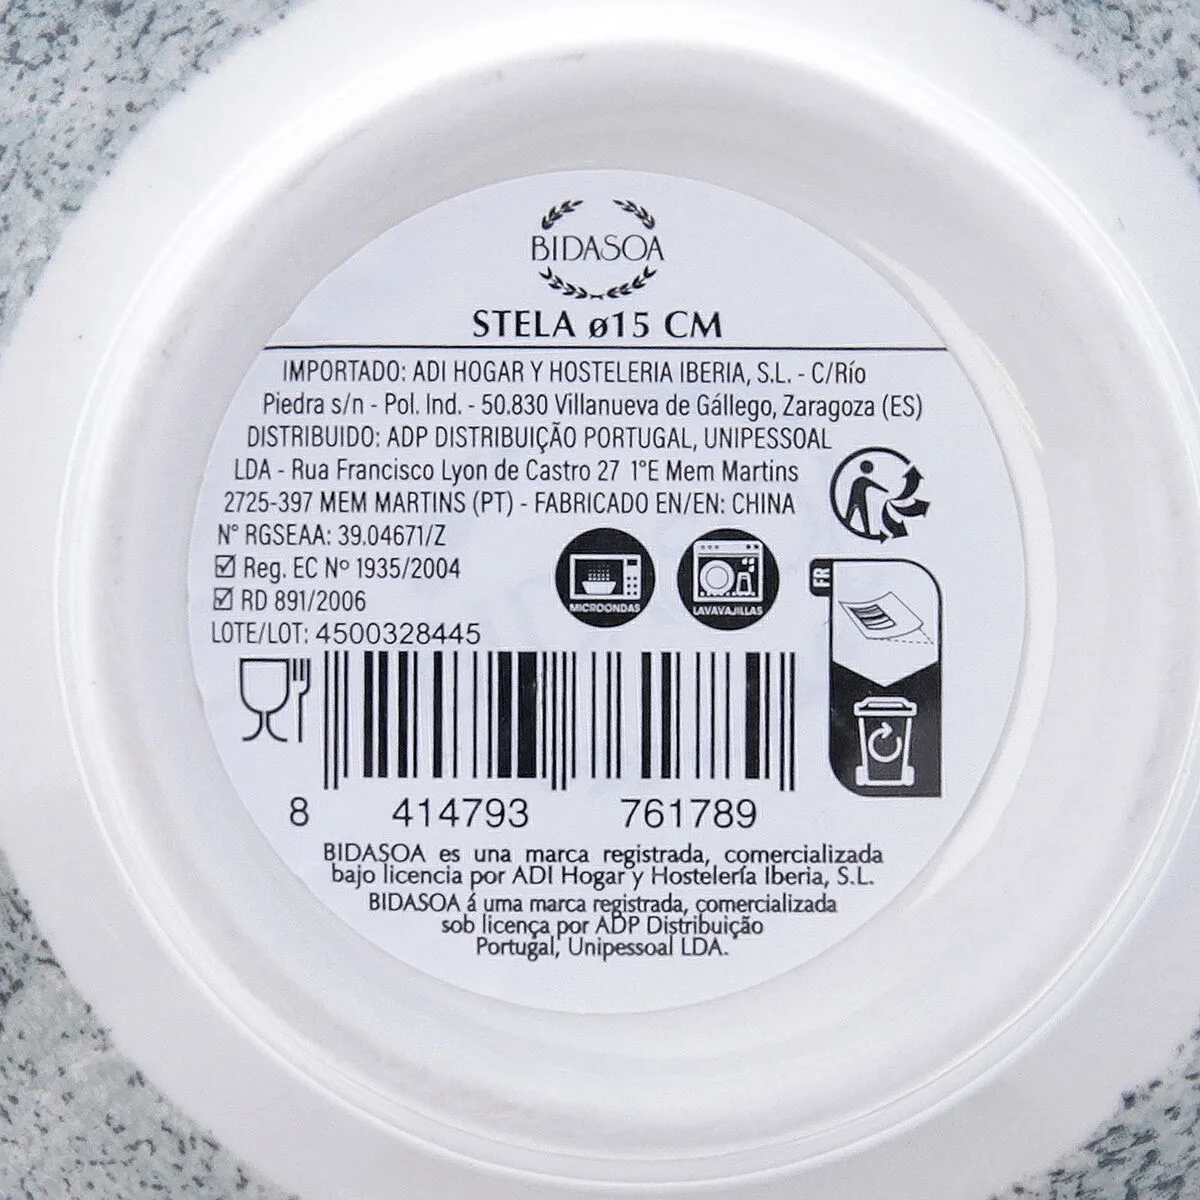 BIDASOA
STELA ø15 CM
IMPORTADO: ADI HOGAR Y HOSTELERIA IBERIA, S.L. - C/Río
Piedra s/n - Pol. Ind. - 50.830 Villanueva de Gállego, Zaragoza (ES)
DISTRIBUIDO: ADP DISTRIBUIÇÃO PORTUGAL, UNIPESSOAL
LDA - Rua Francisco Lyon de Castro 27 1°E Mem Martins
2725-397 MEM MARTINS (PT) - FABRICADO EN/EN: CHINA
N° RGSEAA: 39.04671/Z
☑ Reg. EC Nº 1935/2004
☑ RD 891/2006
LOTE/LOT: 4500328445
MICROONDAS
LAVAVAJILLAS
FR
8 414793 761789
BIDASOA es una marca registrada, comercializada
bajo licencia por ADI Hogar y Hostelería Iberia, S.L.
BIDASOA á uma marca registrada, comercializada
sob licença por ADP Distribuição
Portugal, Unipessoal LDA.